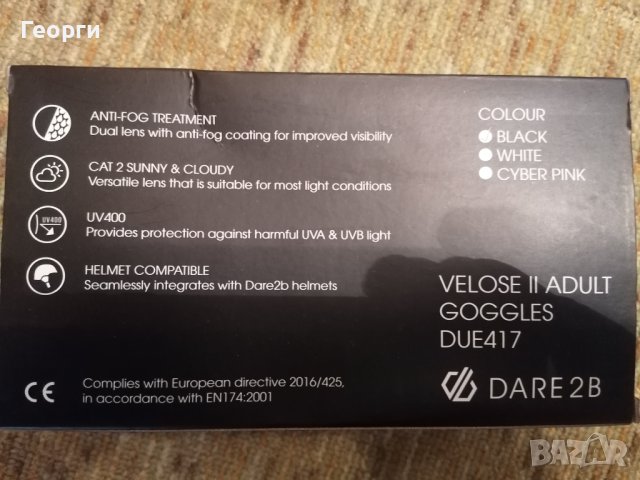 Георги
ANTI-FOG TREATMENT
Dual lens with anti-fog coating for improved visibility
CAT 2 SUNNY & CLOUDY
Versatile lens that is suitable for most light conditions
UV400
UV400
Provides protection against harmful UVA & UVB light
HELMET COMPATIBLE
Seamlessly integrates with Dare2b helmets
COLOUR
BLACK
WHITE
CYBER PINK
VELOSE II ADULT
GOGGLES
DUE417
CE
Complies with European directive 2016/425,
in accordance with EN174:2001
DARE2B
BAZAR